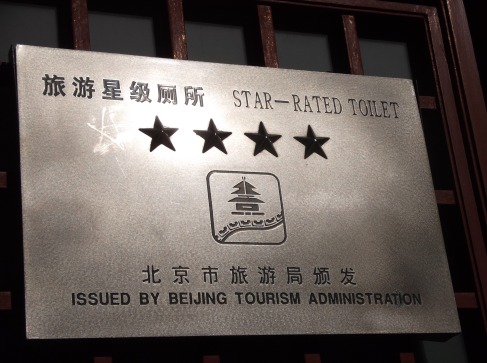 旅游星级厕所 STAR-RATED TOILET
北京市旅游局颁发
ISSUED BY BEIJING TOURISM ADMINISTRATION